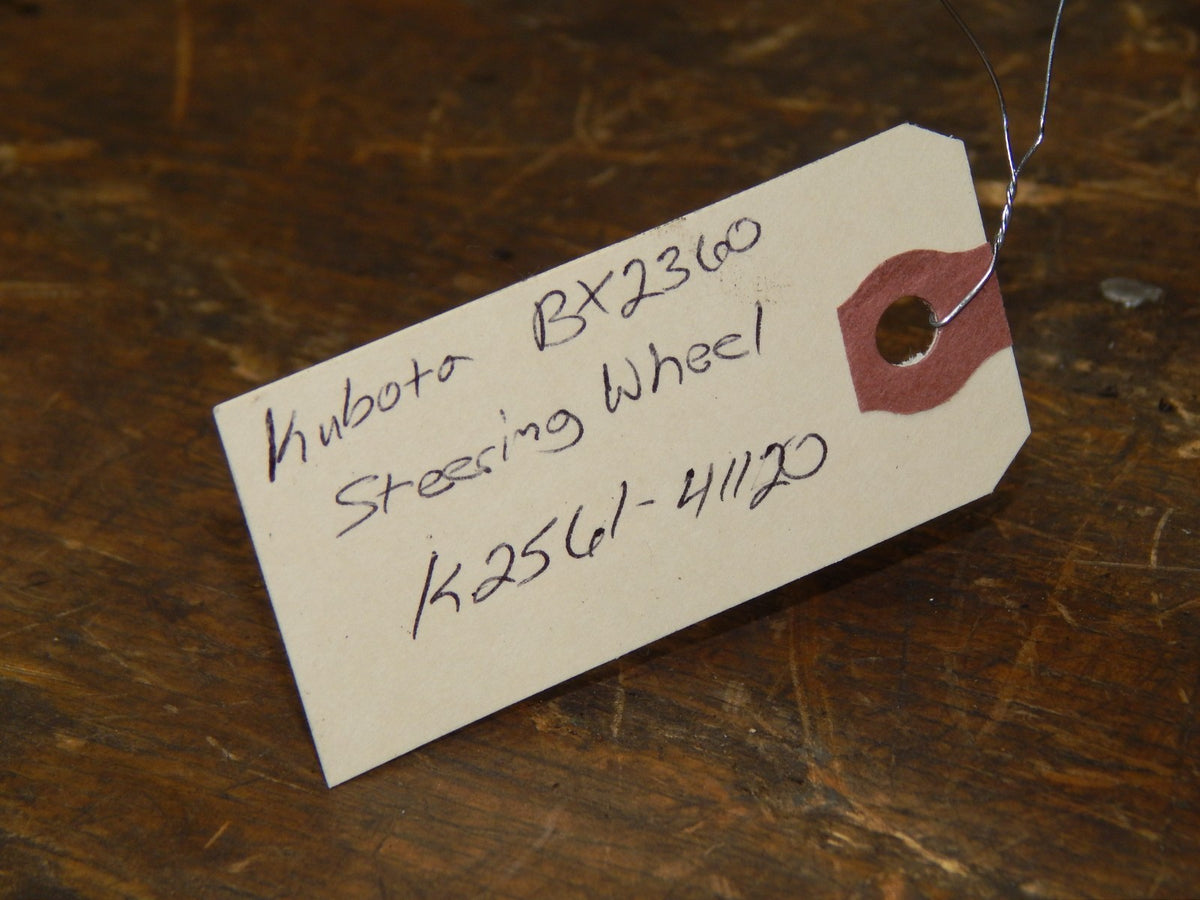 Kubota BX2360
Steering Wheel
K2561-41120